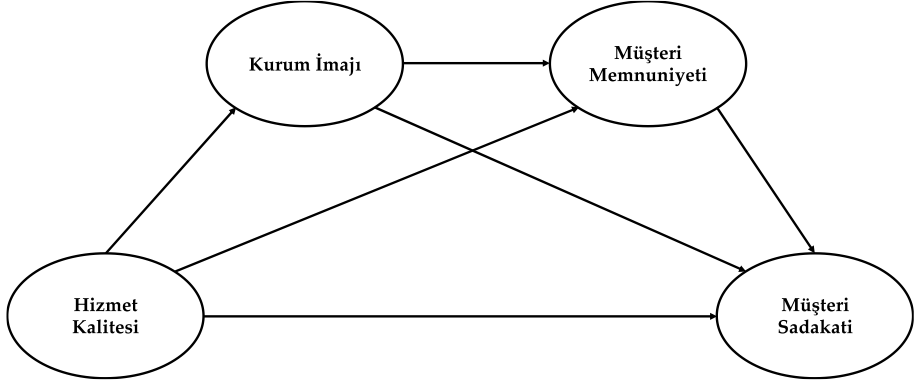 Kurum İmajı
Müşteri
Memnuniyeti
Hizmet
Kalitesi
Müşteri
Sadakati